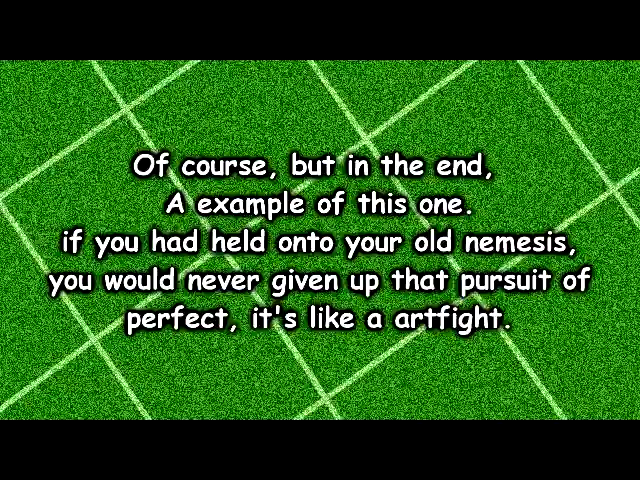 Of course, but in the end,
A example of this one.
if you had held onto your old nemesis,
you would never given up that pursuit of
perfect, it's like a artfight.